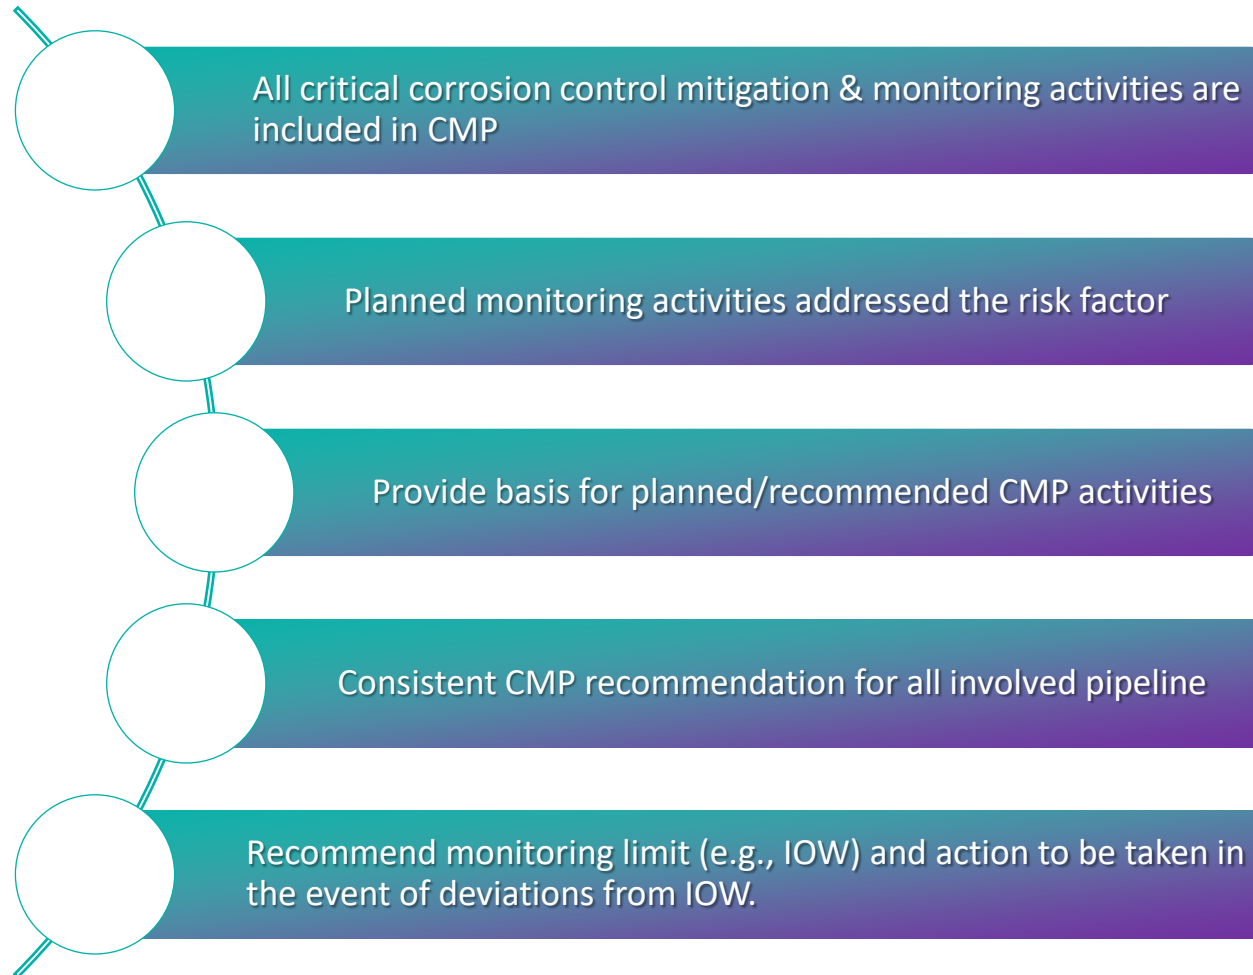 All critical corrosion control mitigation & monitoring activities are
included in CMP
Planned monitoring activities addressed the risk factor
Provide basis for planned/recommended CMP activities
Consistent CMP recommendation for all involved pipeline
Recommend monitoring limit (e.g., IOW) and action to be taken in
the event of deviations from IOW.